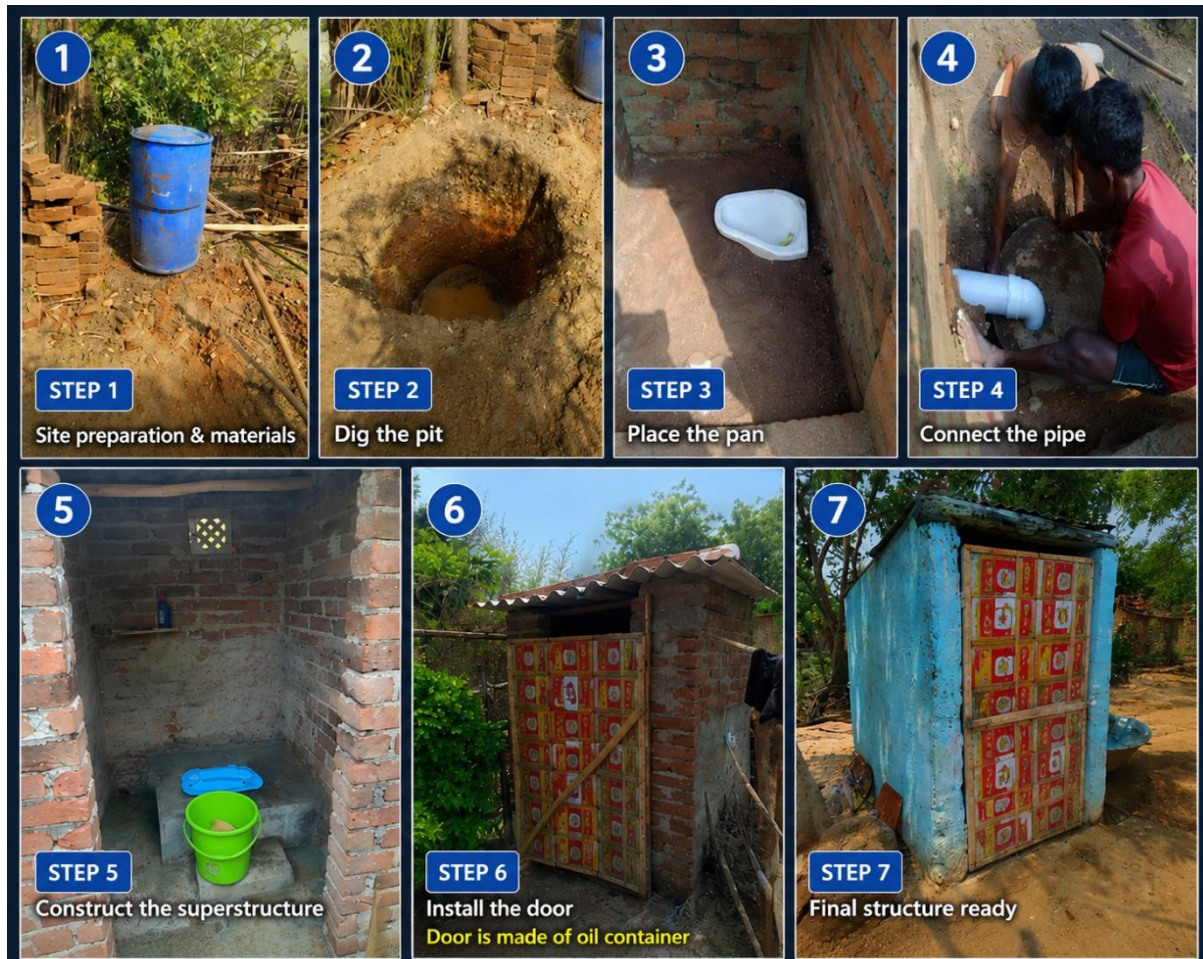 1
STEP 1
Site preparation & materials
2
STEP 2
Dig the pit
3
STEP 3
Place the pan
4
STEP 4
Connect the pipe
5
STEP 5
Construct the superstructure
6
STEP 6
Install the door
Door is made of oil container
7
STEP 7
Final structure ready